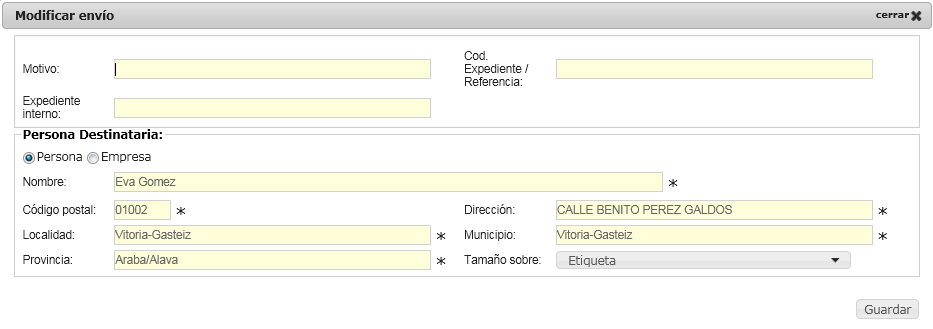 Modificar envío
cerrar
Motivo:
Cod. Expediente / Referencia:
Expediente interno:
Persona Destinataria:
Persona Empresa
Nombre: Eva Gomez *
Código postal: 01002 * Dirección: CALLE BENITO PEREZ GALDOS *
Localidad: Vitoria-Gasteiz * Municipio: Vitoria-Gasteiz *
Provincia: Araba/Alava * Tamaño sobre: Etiqueta
Guardar